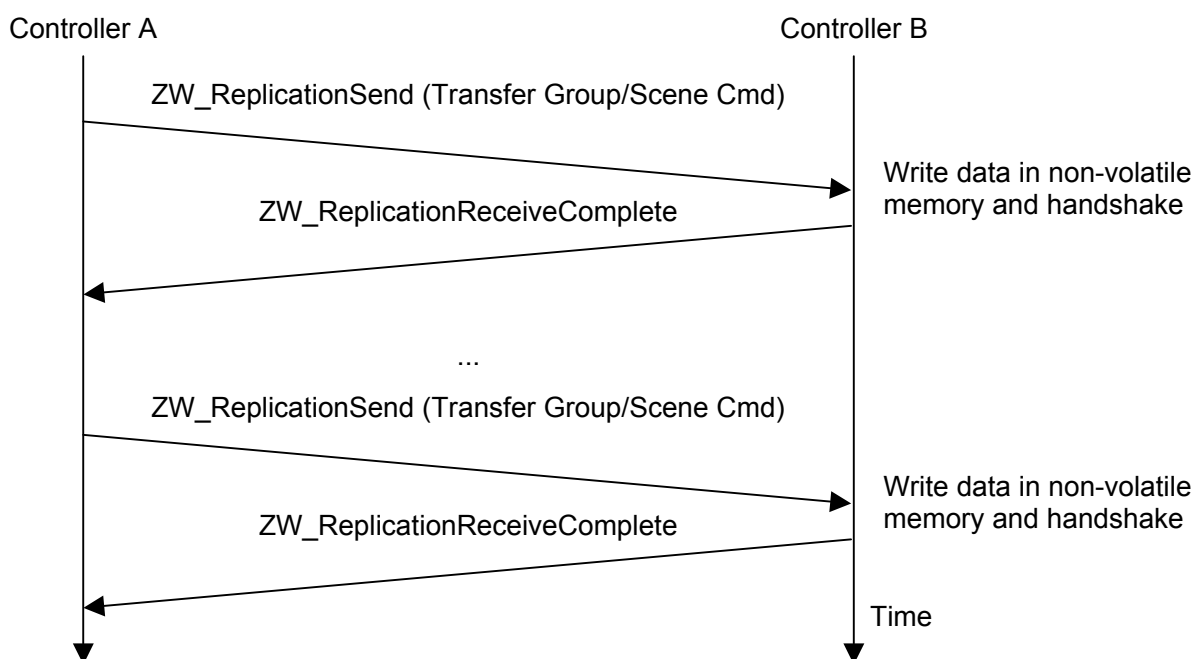 Controller A
Controller B
ZW_ReplicationSend (Transfer Group/Scene Cmd)
Write data in non-volatile
memory and handshake
ZW_ReplicationReceiveComplete
...
ZW_ReplicationSend (Transfer Group/Scene Cmd)
Write data in non-volatile
memory and handshake
ZW_ReplicationReceiveComplete
Time